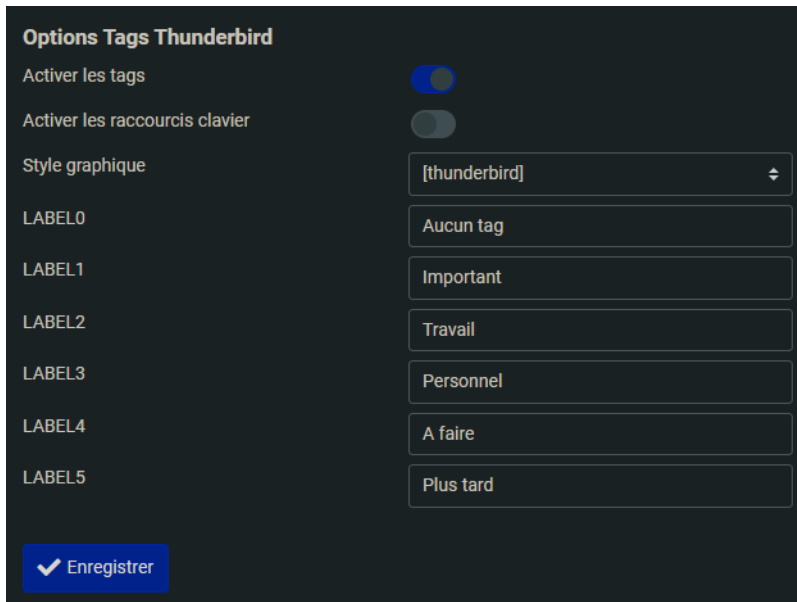 Options Tags Thunderbird
Activer les tags
Activer les raccourcis clavier
Style graphique [thunderbird]
LABEL0 Aucun tag
LABEL1 Important
LABEL2 Travail
LABEL3 Personnel
LABEL4 A faire
LABEL5 Plus tard
Enregistrer